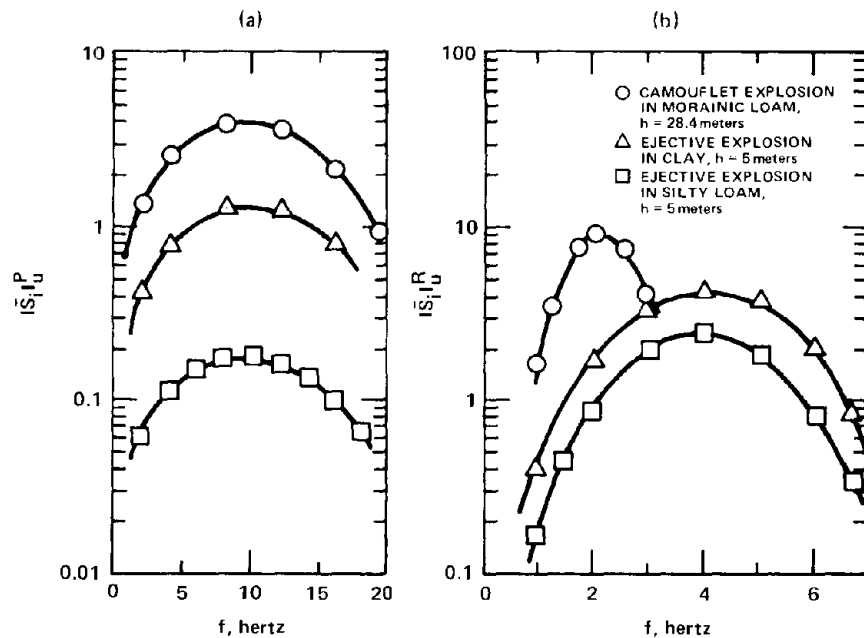 (a)
(b)
10
1
0.1
0.01
|S̄ᵢ|ᵤᴾ
0
5
10
15
20
f, hertz
100
10
1
0.1
|S̄ᵢ|ᵤᴿ
0
2
4
6
f, hertz
CAMOUFLET EXPLOSION
IN MORAINIC LOAM,
h = 28.4 meters
EJECTIVE EXPLOSION
IN CLAY, h = 5 meters
EJECTIVE EXPLOSION
IN SILTY LOAM,
h = 5 meters